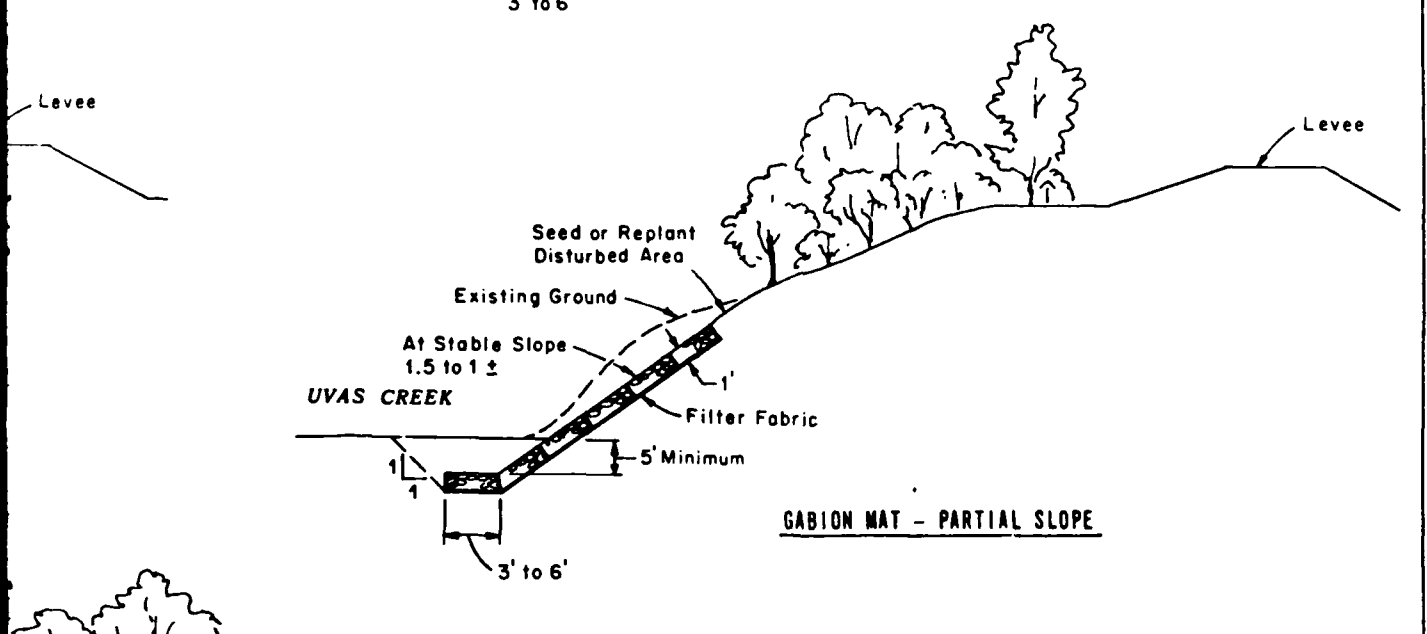 3' to 6'
Levee
Levee
Seed or Replant
Disturbed Area
Existing Ground
At Stable Slope
1.5 to 1 ±
UVAS CREEK
1'
Filter Fabric
5' Minimum
1
1
GABION MAT - PARTIAL SLOPE
3' to 6'